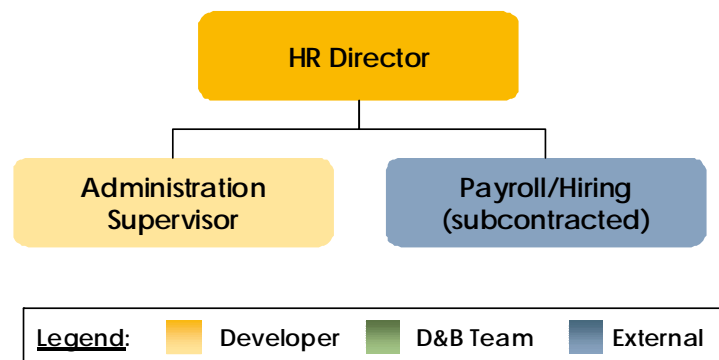 HR Director
Administration
Supervisor
Payroll/Hiring
(subcontracted)
Legend: Developer D&B Team External